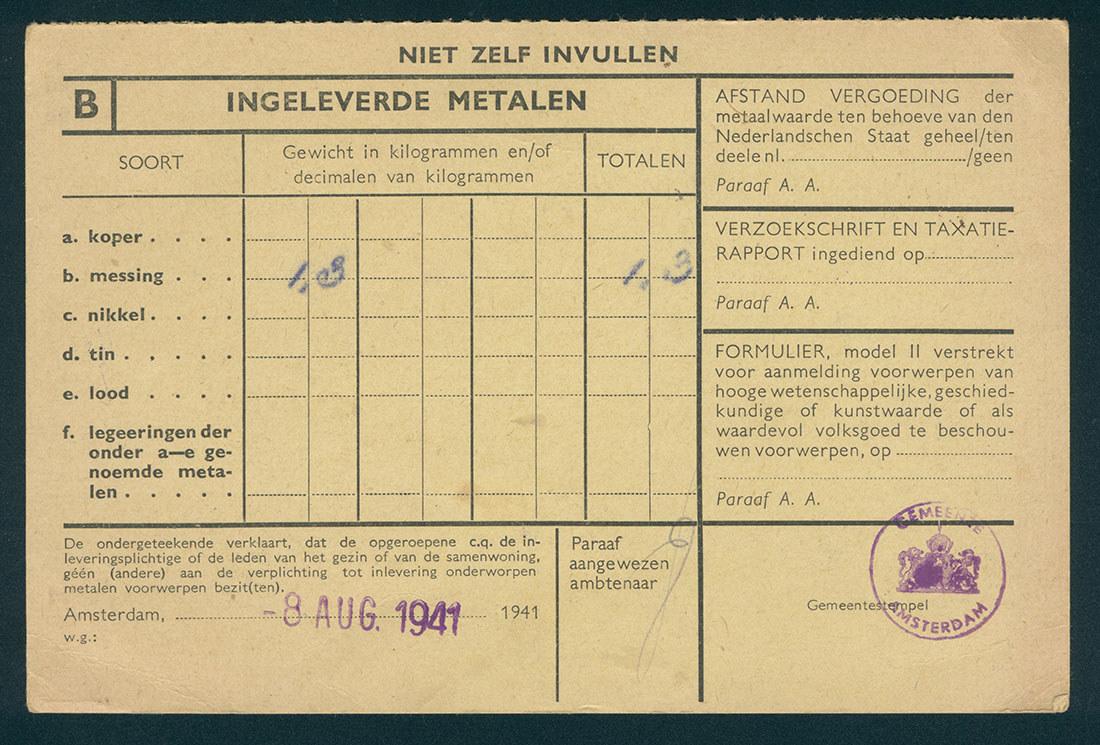 NIET ZELF INVULLEN
B
INGELEVERDE METALEN
SOORT
Gewicht in kilogrammen en/of
decimalen van kilogrammen
TOTALEN
a. koper . . . .
b. messing . . . 1,03 1,3
c. nikkel . . . .
d. tin . . . . .
e. lood . . . .
f. legeeringen der
onder a—e ge-
noemde meta-
len . . . . .
AFSTAND VERGOEDING der
metaalwaarde ten behoeve van den
Nederlandschen Staat geheel/ten
deele nl. ............/geen
Paraaf A. A.
VERZOEKSCHRIFT EN TAXATIE-
RAPPORT ingediend op............
Paraaf A. A.
FORMULIER, model II verstrekt
voor aanmelding voorwerpen van
hooge wetenschappelijke, geschied-
kundige of kunstwaarde of als
waardevol volksgoed te beschou-
wen voorwerpen, op ............
Paraaf A. A.
De ondergeteekende verklaart, dat de opgeroepene c.q. de in-
leveringsplichtige of de leden van het gezin of van de samenwoning,
géén (andere) aan de verplichting tot inlevering onderworpen
metalen voorwerpen bezit(ten).
Amsterdam, -8 AUG. 1941 1941
w.g.:
Paraaf
aangewezen
ambtenaar
Gemeentestempel
GEMEENTE
AMSTERDAM